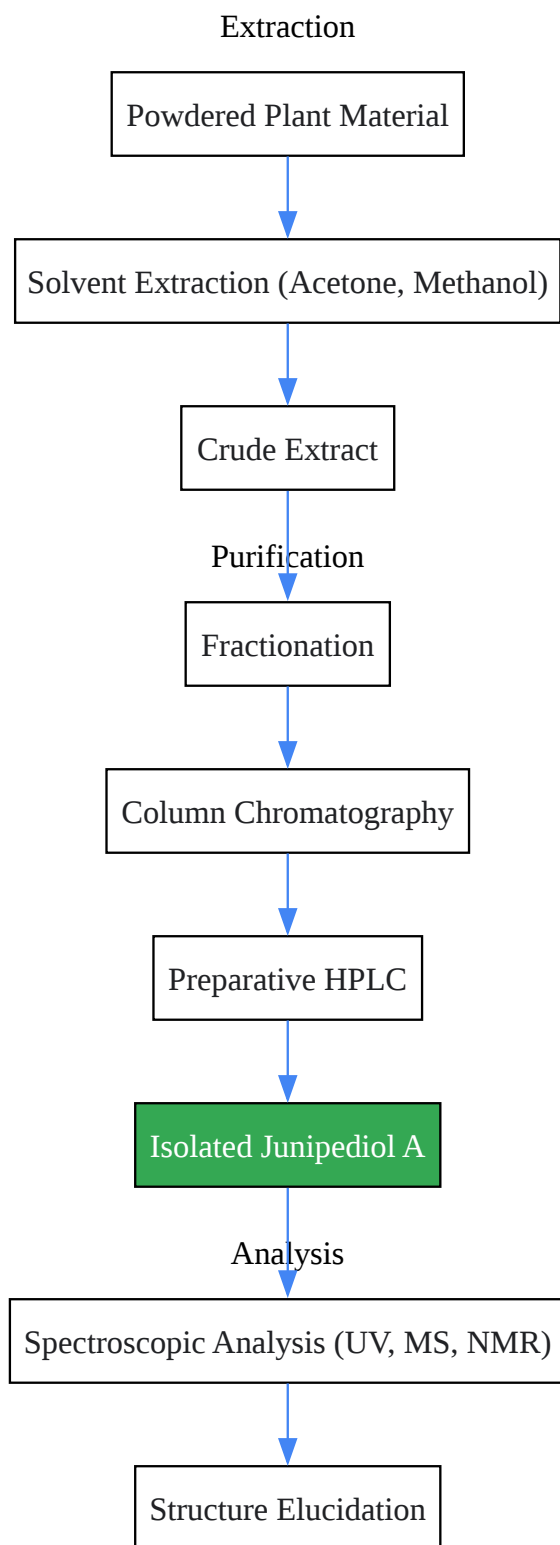 Extraction
Powdered Plant Material
Solvent Extraction (Acetone, Methanol)
Crude Extract
Purification
Fractionation
Column Chromatography
Preparative HPLC
Isolated Junipediol A
Analysis
Spectroscopic Analysis (UV, MS, NMR)
Structure Elucidation